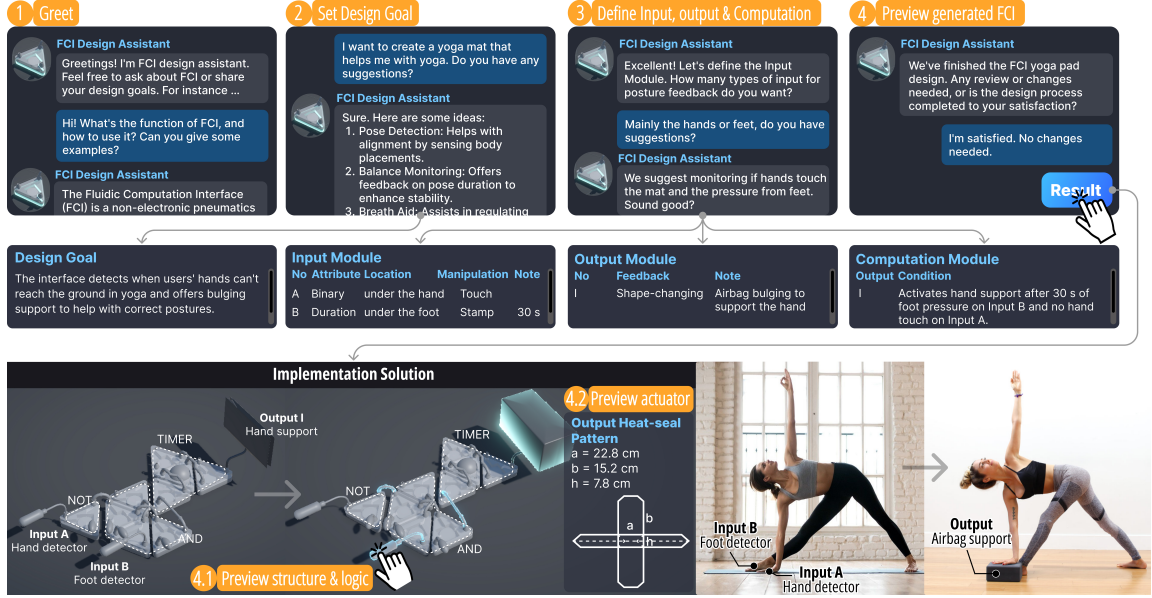 1 Greet
FCI Design Assistant
Greetings! I'm FCI design assistant.
Feel free to ask about FCI or share
your design goals. For instance ...
Hi! What's the function of FCI, and
how to use it? Can you give some
examples?
FCI Design Assistant
The Fluidic Computation Interface
(FCI) is a non-electronic pneumatics
2 Set Design Goal
I want to create a yoga mat that
helps me with yoga. Do you have any
suggestions?
FCI Design Assistant
Sure. Here are some ideas:
1. Pose Detection: Helps with
alignment by sensing body
placements.
2. Balance Monitoring: Offers
feedback on pose duration to
enhance stability.
3. Breath Aid: Assists in regulating
3 Define Input, output & Computation
FCI Design Assistant
Excellent! Let's define the Input
Module. How many types of input for
posture feedback do you want?
Mainly the hands or feet, do you have
suggestions?
FCI Design Assistant
We suggest monitoring if hands touch
the mat and the pressure from feet.
Sound good?
4 Preview generated FCI
FCI Design Assistant
We've finished the FCI yoga pad
design. Any review or changes
needed, or is the design process
completed to your satisfaction?
I'm satisfied. No changes
needed.
Result
Design Goal
The interface detects when users' hands can't
reach the ground in yoga and offers bulging
support to help with correct postures.
Input Module
No Attribute Location Manipulation Note
A Binary under the hand Touch
B Duration under the foot Stamp 30 s
Output Module
No Feedback Note
I Shape-changing Airbag bulging to
support the hand
Computation Module
Output Condition
I Activates hand support after 30 s of
foot pressure on Input B and no hand
touch on Input A.
Implementation Solution
TIMER
Output I
Hand support
NOT
Input A
Hand detector
AND
Input B
Foot detector
TIMER
NOT
AND
4.1 Preview structure & logic
4.2 Preview actuator
Output Heat-seal
Pattern
a = 22.8 cm
b = 15.2 cm
h = 7.8 cm
b
a
h
Input B
Foot detector
Input A
Hand detector
Output
Airbag support